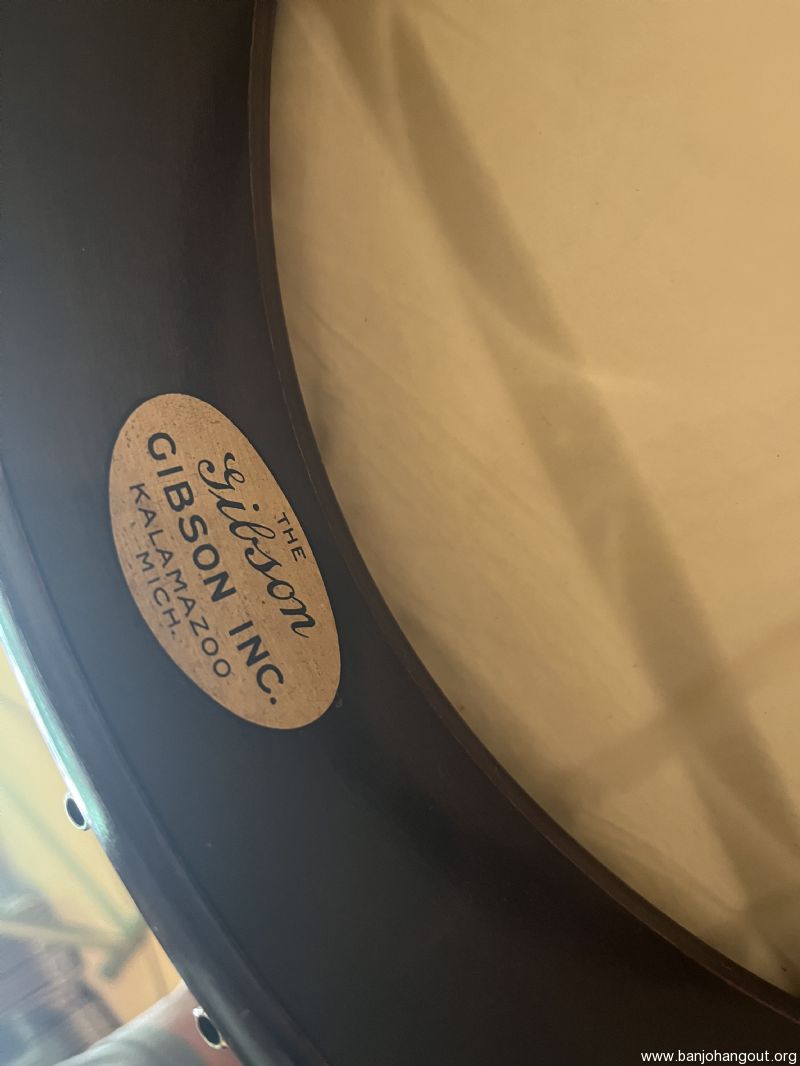 THE
Gibson
GIBSON INC.
KALAMAZOO
MICH.
www.banjohangout.org